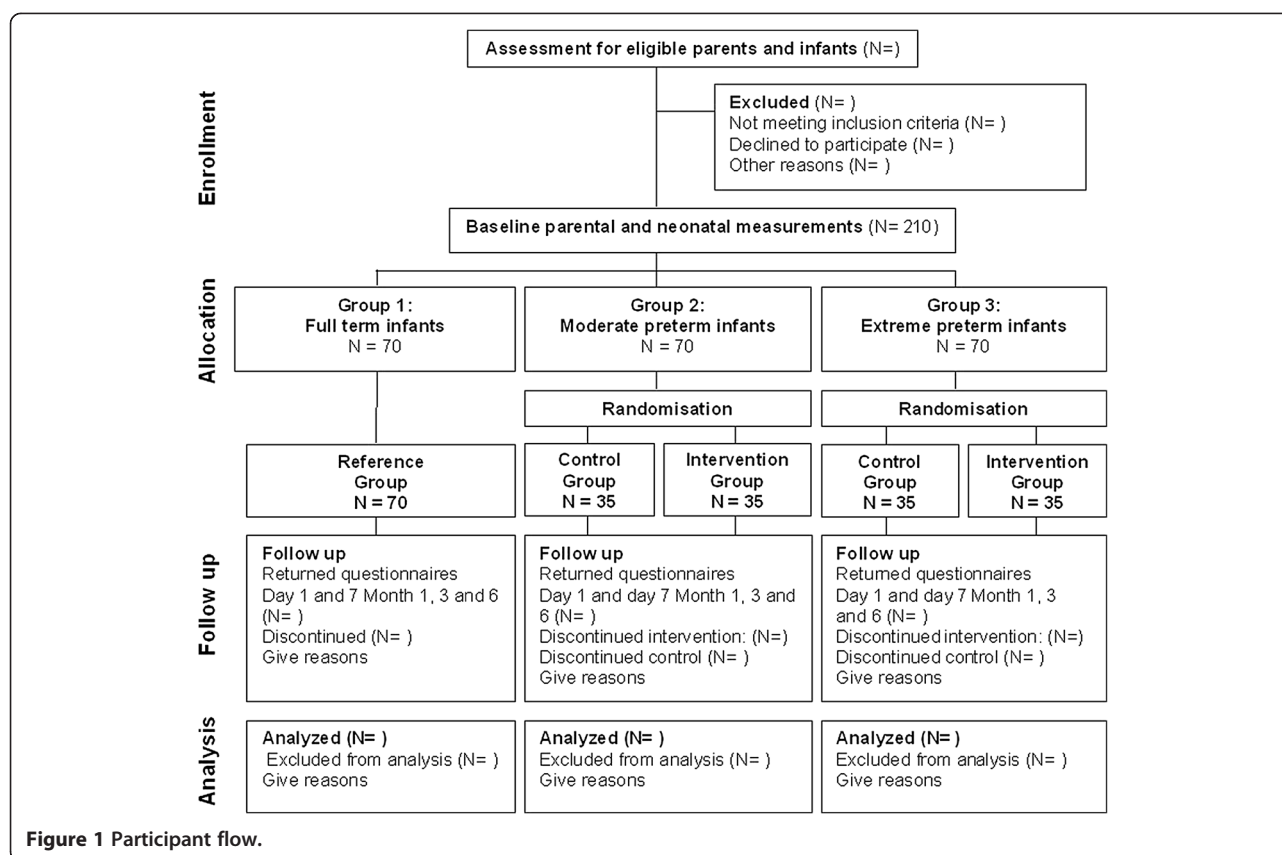 Assessment for eligible parents and infants (N=)
Enrollment
Excluded (N= )
Not meeting inclusion criteria (N= )
Declined to participate (N= )
Other reasons (N= )
Baseline parental and neonatal measurements (N= 210)
Allocation
Group 1:
Full term infants
N = 70
Group 2:
Moderate preterm infants
N = 70
Group 3:
Extreme preterm infants
N = 70
Randomisation
Randomisation
Reference
Group
N = 70
Control
Group
N = 35
Intervention
Group
N = 35
Control
Group
N = 35
Intervention
Group
N = 35
Follow up
Follow up
Returned questionnaires
Day 1 and 7 Month 1, 3 and 6
(N= )
Discontinued (N= )
Give reasons
Follow up
Returned questionnaires
Day 1 and day 7 Month 1, 3 and
6 (N= )
Discontinued intervention: (N=)
Discontinued control (N= )
Give reasons
Follow up
Returned questionnaires
Day 1 and day 7 Month 1, 3
and 6 (N= )
Discontinued intervention: (N=)
Discontinued control (N= )
Give reasons
Analysis
Analyzed (N= )
Excluded from analysis (N= )
Give reasons
Analyzed (N= )
Excluded from analysis (N= )
Give reasons
Analyzed (N= )
Excluded from analysis (N= )
Give reasons
Figure 1 Participant flow.